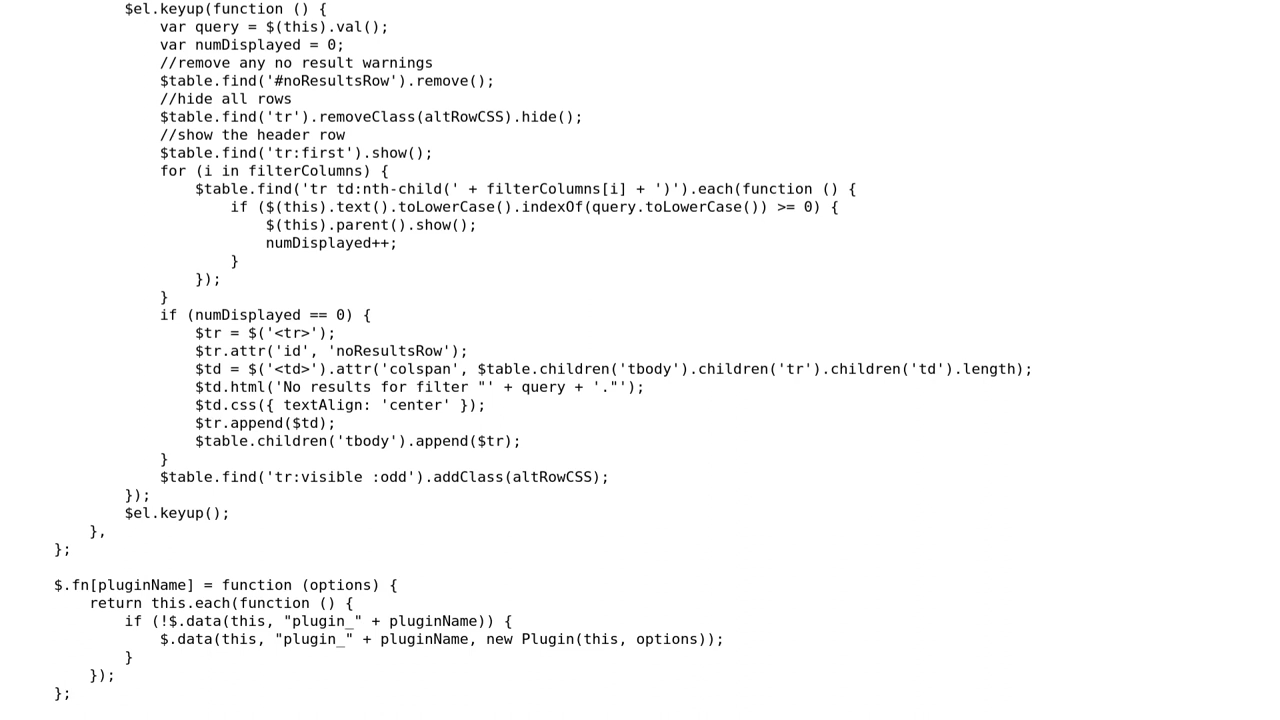 $el.keyup(function () {
var query = $(this).val();
var numDisplayed = 0;
//remove any no result warnings
$table.find('#noResultsRow').remove();
//hide all rows
$table.find('tr').removeClass(altRowCSS).hide();
//show the header row
$table.find('tr:first').show();
for (i in filterColumns) {
$table.find('tr td:nth-child(' + filterColumns[i] + ')').each(function () {
if ($(this).text().toLowerCase().indexOf(query.toLowerCase()) >= 0) {
$(this).parent().show();
numDisplayed++;
}
});
}
if (numDisplayed == 0) {
$tr = $('<tr>');
$tr.attr('id', 'noResultsRow');
$td = $('<td>').attr('colspan', $table.children('tbody').children('tr').children('td').length);
$td.html('No results for filter "' + query + '."');
$td.css({ textAlign: 'center' });
$tr.append($td);
$table.children('tbody').append($tr);
}
$table.find('tr:visible :odd').addClass(altRowCSS);
});
$el.keyup();
},
};
$.fn[pluginName] = function (options) {
return this.each(function () {
if (!$.data(this, "plugin_" + pluginName)) {
$.data(this, "plugin_" + pluginName, new Plugin(this, options));
}
});
};